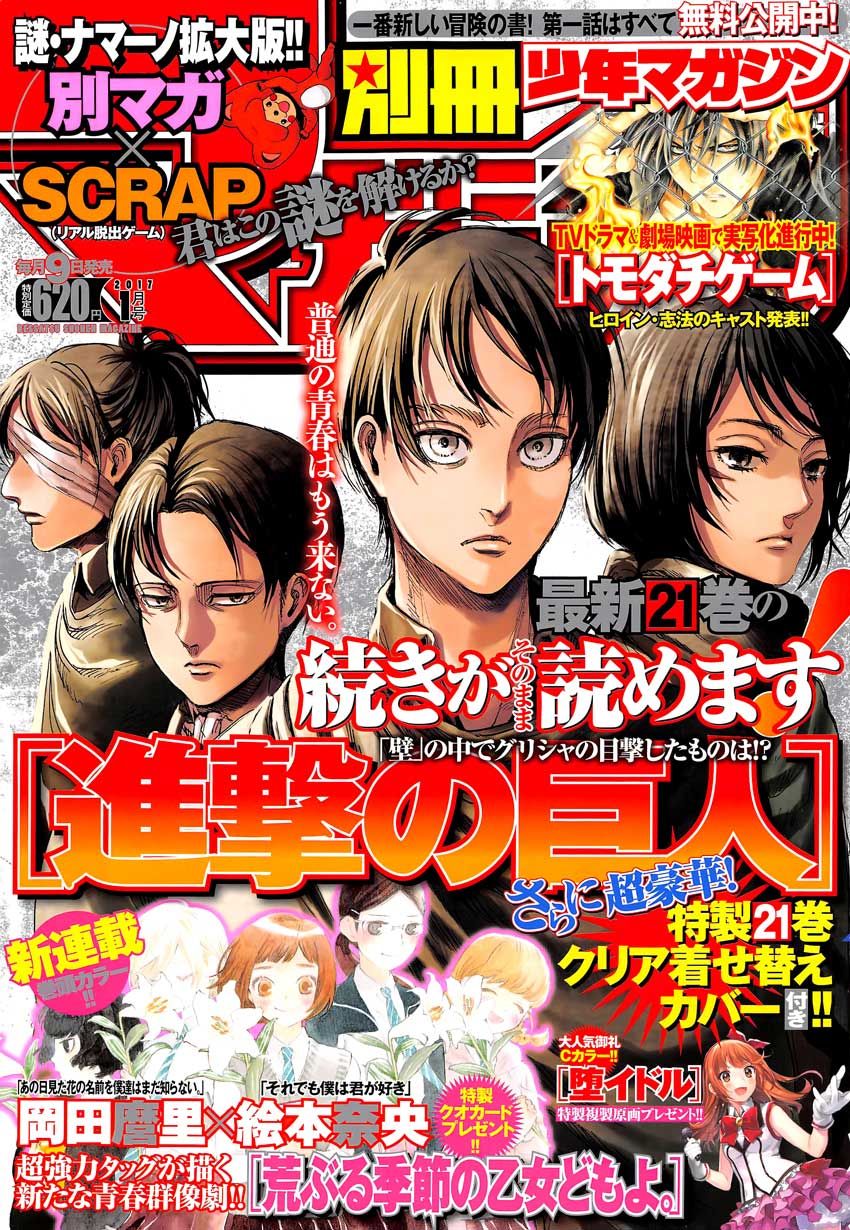 一番新しい冒険の書! 第一話はすべて無料公開中!
謎・ナマーノ拡大版!!
別マガ
×
SCRAP
(リアル脱出ゲーム)
君はこの謎を解けるか?
別冊
少年マガジン
TVドラマ&劇場映画で実写化進行中!
[トモダチゲーム]
ヒロイン・志法のキャスト発表!!
毎月9日発売
特別定価
620円
2017
1月号
BESSATSU SHONEN MAGAZINE
普通の青春はもう来ない。
最新21巻の
続きがそのまま読めます!
「壁」の中でグリシャの目撃したものは!?
[進撃の巨人]
さらに超豪華!
特製21巻
クリア着せ替え
カバー付き!!
新連載
巻頭カラー!!
大人気御礼
Cカラー!!
[堕イドル]
特製複製原画プレゼント!!
「あの日見た花の名前を僕達はまだ知らない。」
「それでも僕は君が好き」
岡田麿里×絵本奈央
特製
クオカード
プレゼント
!!
超強力タッグが描く
新たな青春群像劇!!
[荒ぶる季節の乙女どもよ。]